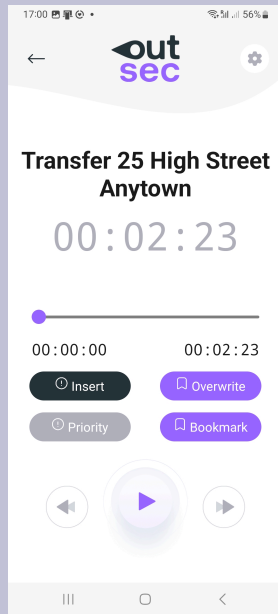 17:00
56%
out
sec
Transfer 25 High Street
Anytown
00:02:23
00:00:00
00:02:23
Insert
Overwrite
Priority
Bookmark